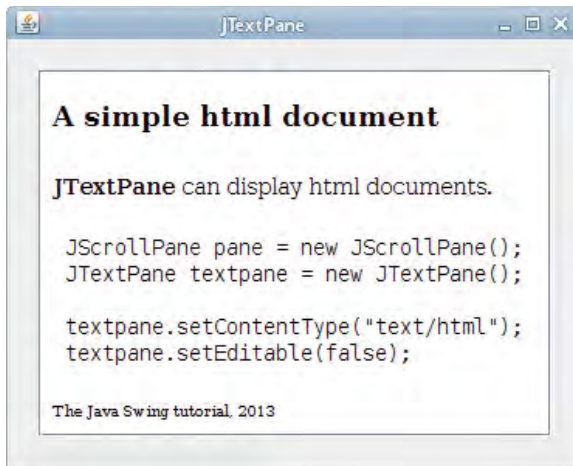 JTextPane
A simple html document
JTextPane can display html documents.
JScrollPane pane = new JScrollPane();
JTextPane textpane = new JTextPane();
textpane.setContentType("text/html");
textpane.setEditable(false);
The Java Swing tutorial, 2013